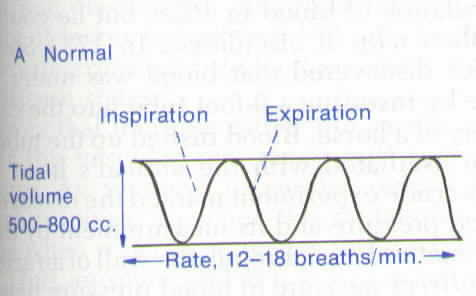 A Normal
Inspiration Expiration
Tidal
volume
500–800 cc.
Rate, 12–18 breaths/min.